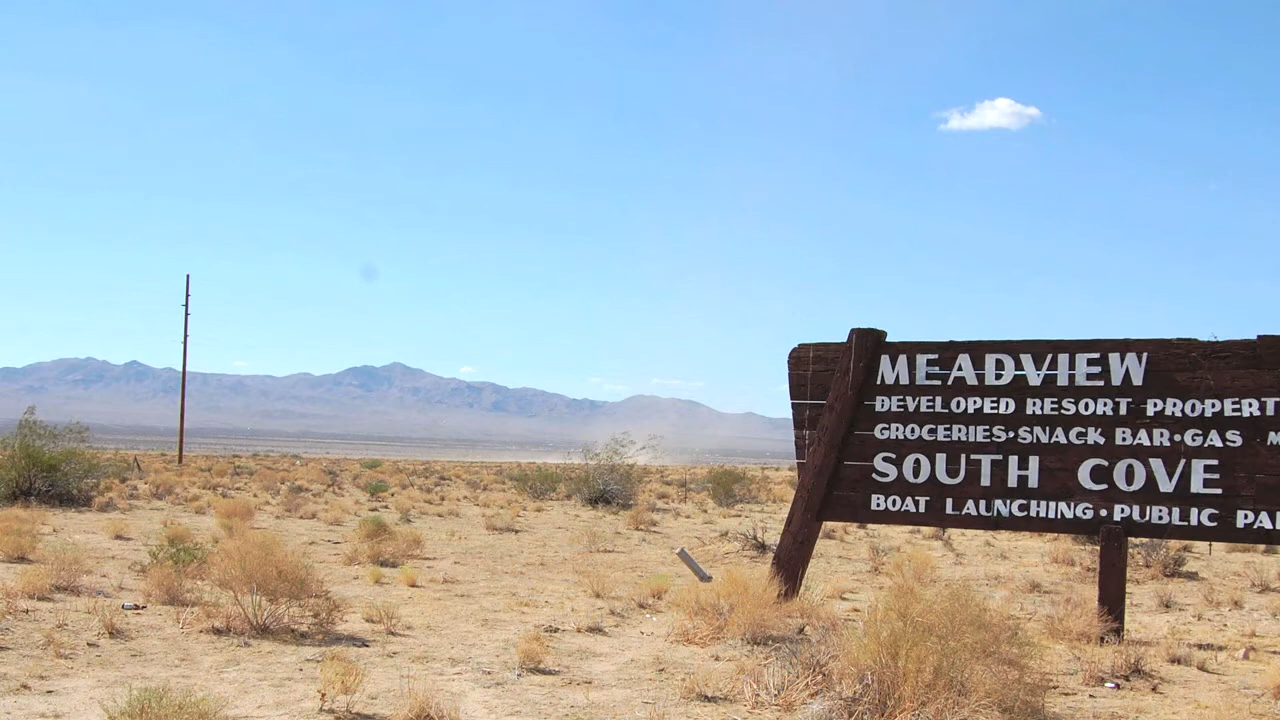 MEADVIEW
DEVELOPED RESORT PROPERT
GROCERIES•SNACK BAR•GAS M
SOUTH COVE
BOAT LAUNCHING•PUBLIC PA